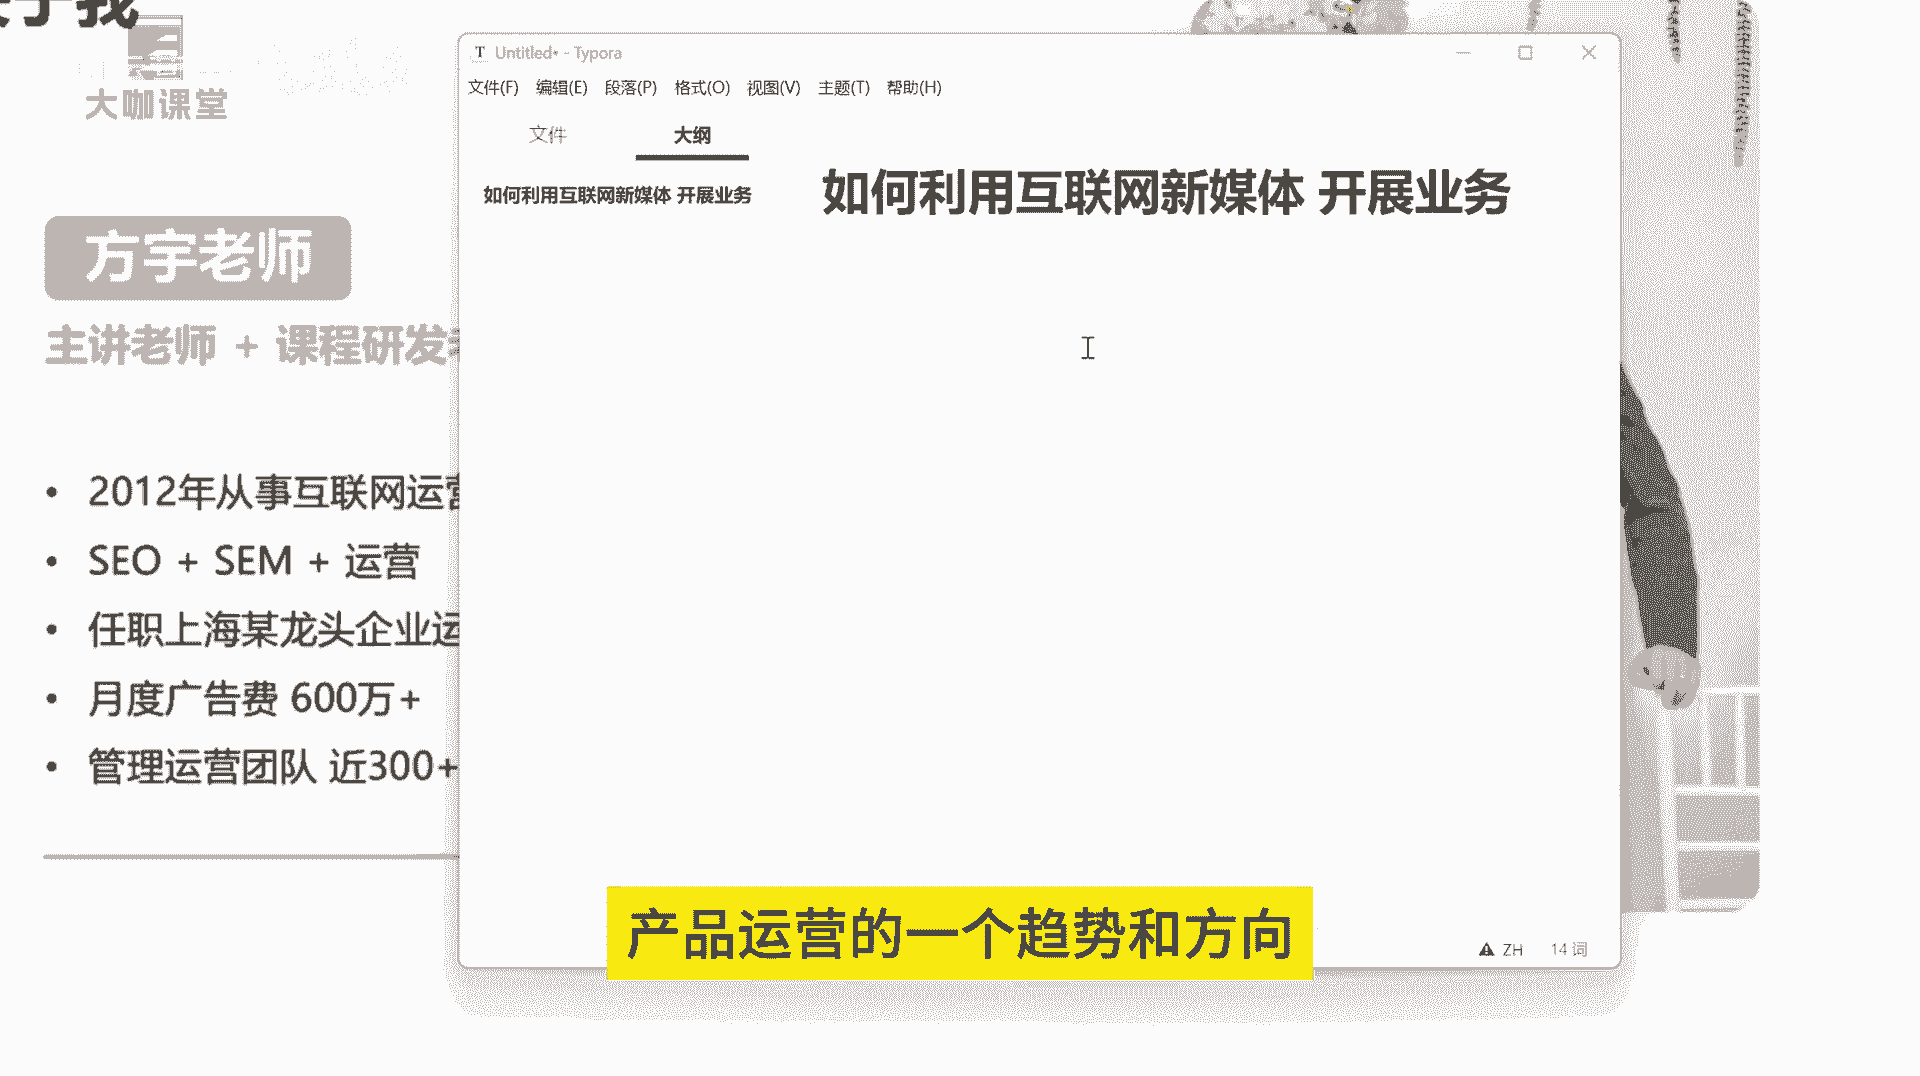 大咖课堂
方宇老师
主讲老师 + 课程研发
2012年从事互联网运营
SEO + SEM + 运营
任职上海某龙头企业运
月度广告费 600万+
管理运营团队 近300+
Untitled• - Typora
文件(F) 编辑(E) 段落(P) 格式(O) 视图(V) 主题(T) 帮助(H)
文件 大纲
如何利用互联网新媒体 开展业务
如何利用互联网新媒体 开展业务
ZH 14 词
产品运营的一个趋势和方向